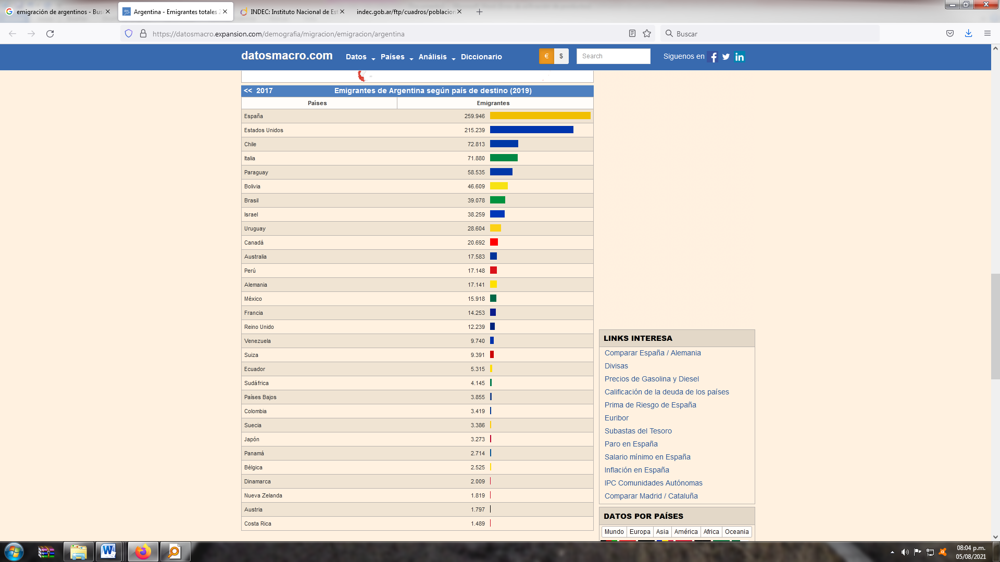 emigración de argentinos - Bus
Argentina - Emigrantes totales 2
INDEC: Instituto Nacional de Est
indec.gob.ar/ftp/cuadros/poblacion
https://datosmacro.expansion.com/demografia/migracion/emigracion/argentina
Buscar
datosmacro.com
Datos
Países
Análisis
Diccionario
€
$
Search
Siguenos en
<< 2017
Emigrantes de Argentina según país de destino (2019)
Países Emigrantes
España 259.946
Estados Unidos 215.239
Chile 72.813
Italia 71.880
Paraguay 58.535
Bolivia 46.609
Brasil 39.078
Israel 38.259
Uruguay 28.604
Canadá 20.692
Australia 17.583
Perú 17.148
Alemania 17.141
México 15.918
Francia 14.253
Reino Unido 12.239
Venezuela 9.740
Suiza 9.391
Ecuador 5.315
Sudáfrica 4.145
Países Bajos 3.855
Colombia 3.419
Suecia 3.386
Japón 3.273
Panamá 2.714
Bélgica 2.525
Dinamarca 2.009
Nueva Zelanda 1.819
Austria 1.797
Costa Rica 1.489
LINKS INTERESA
Comparar España / Alemania
Divisas
Precios de Gasolina y Diesel
Calificación de la deuda de los países
Prima de Riesgo de España
Euribor
Subastas del Tesoro
Paro en España
Salario mínimo en España
Inflación en España
IPC Comunidades Autónomas
Comparar Madrid / Cataluña
DATOS POR PAÍSES
Mundo Europa Asia América Africa Oceania
08:04 p.m.
05/08/2021